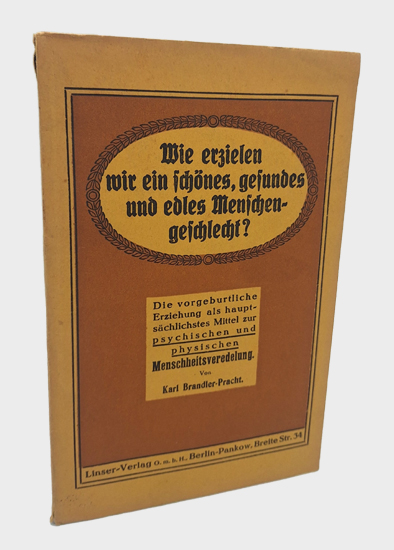 Wie erzielen
wir ein schönes, gesundes
und edles Menschen-
geschlecht?
Die vorgeburtliche
Erziehung als haupt-
sächlichstes Mittel zur
psychischen und
physischen
Menschheitsveredelung.
Von
Karl Brandler-Pracht.
Linser-Verlag G. m. b. H., Berlin-Pankow, Breite Str. 34